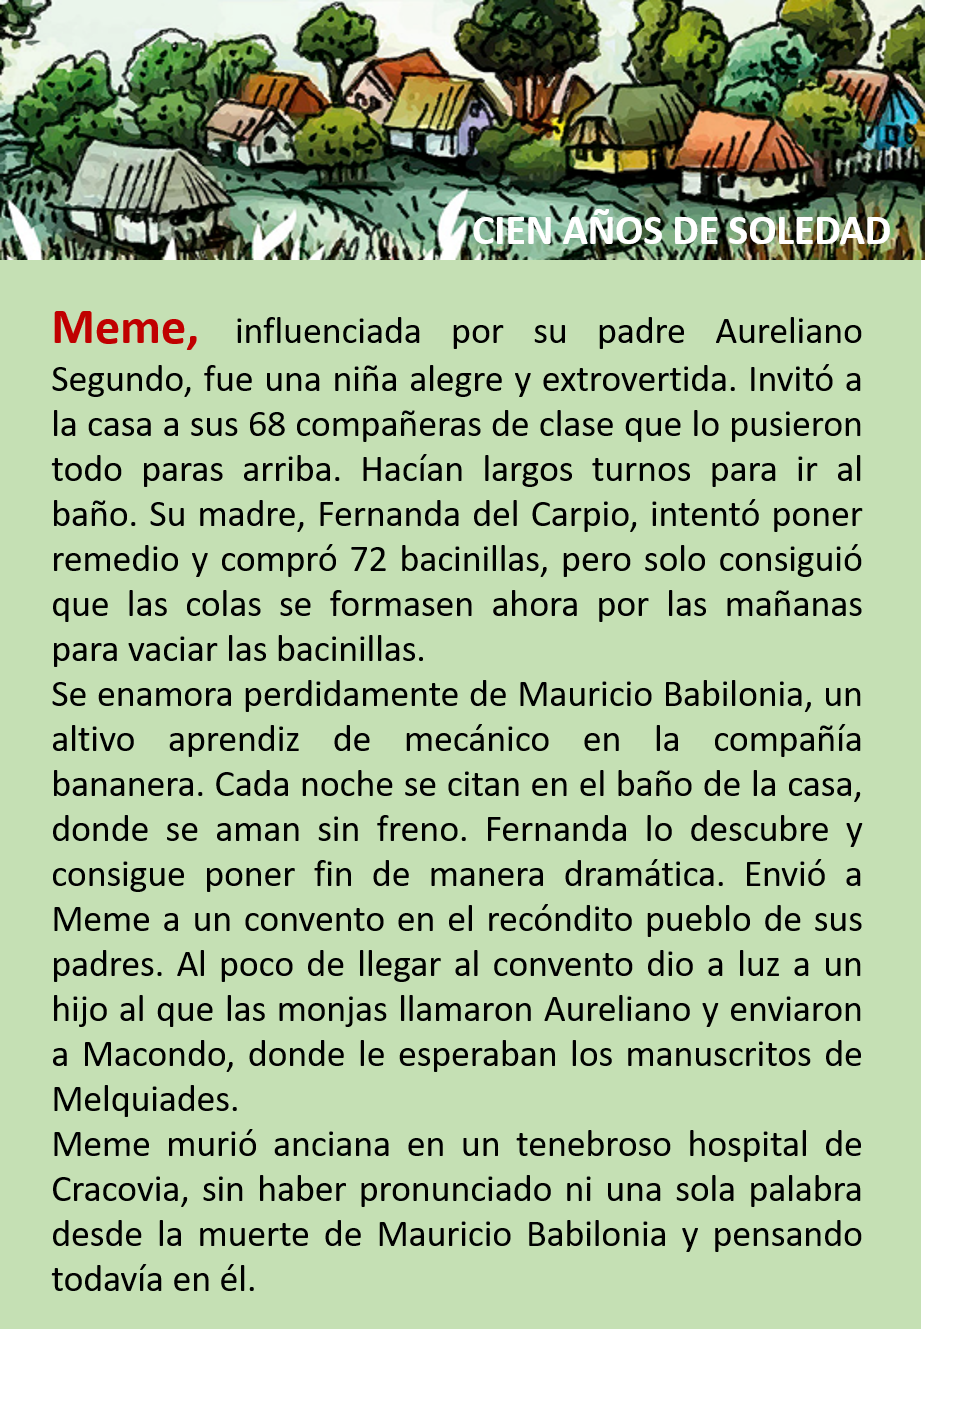 CIEN AÑOS DE SOLEDAD
Meme, influenciada por su padre Aureliano
Segundo, fue una niña alegre y extrovertida. Invitó a
la casa a sus 68 compañeras de clase que lo pusieron
todo paras arriba. Hacían largos turnos para ir al
baño. Su madre, Fernanda del Carpio, intentó poner
remedio y compró 72 bacinillas, pero solo consiguió
que las colas se formasen ahora por las mañanas
para vaciar las bacinillas.
Se enamora perdidamente de Mauricio Babilonia, un
altivo aprendiz de mecánico en la compañía
bananera. Cada noche se citan en el baño de la casa,
donde se aman sin freno. Fernanda lo descubre y
consigue poner fin de manera dramática. Envió a
Meme a un convento en el recóndito pueblo de sus
padres. Al poco de llegar al convento dio a luz a un
hijo al que las monjas llamaron Aureliano y enviaron
a Macondo, donde le esperaban los manuscritos de
Melquiades.
Meme murió anciana en un tenebroso hospital de
Cracovia, sin haber pronunciado ni una sola palabra
desde la muerte de Mauricio Babilonia y pensando
todavía en él.